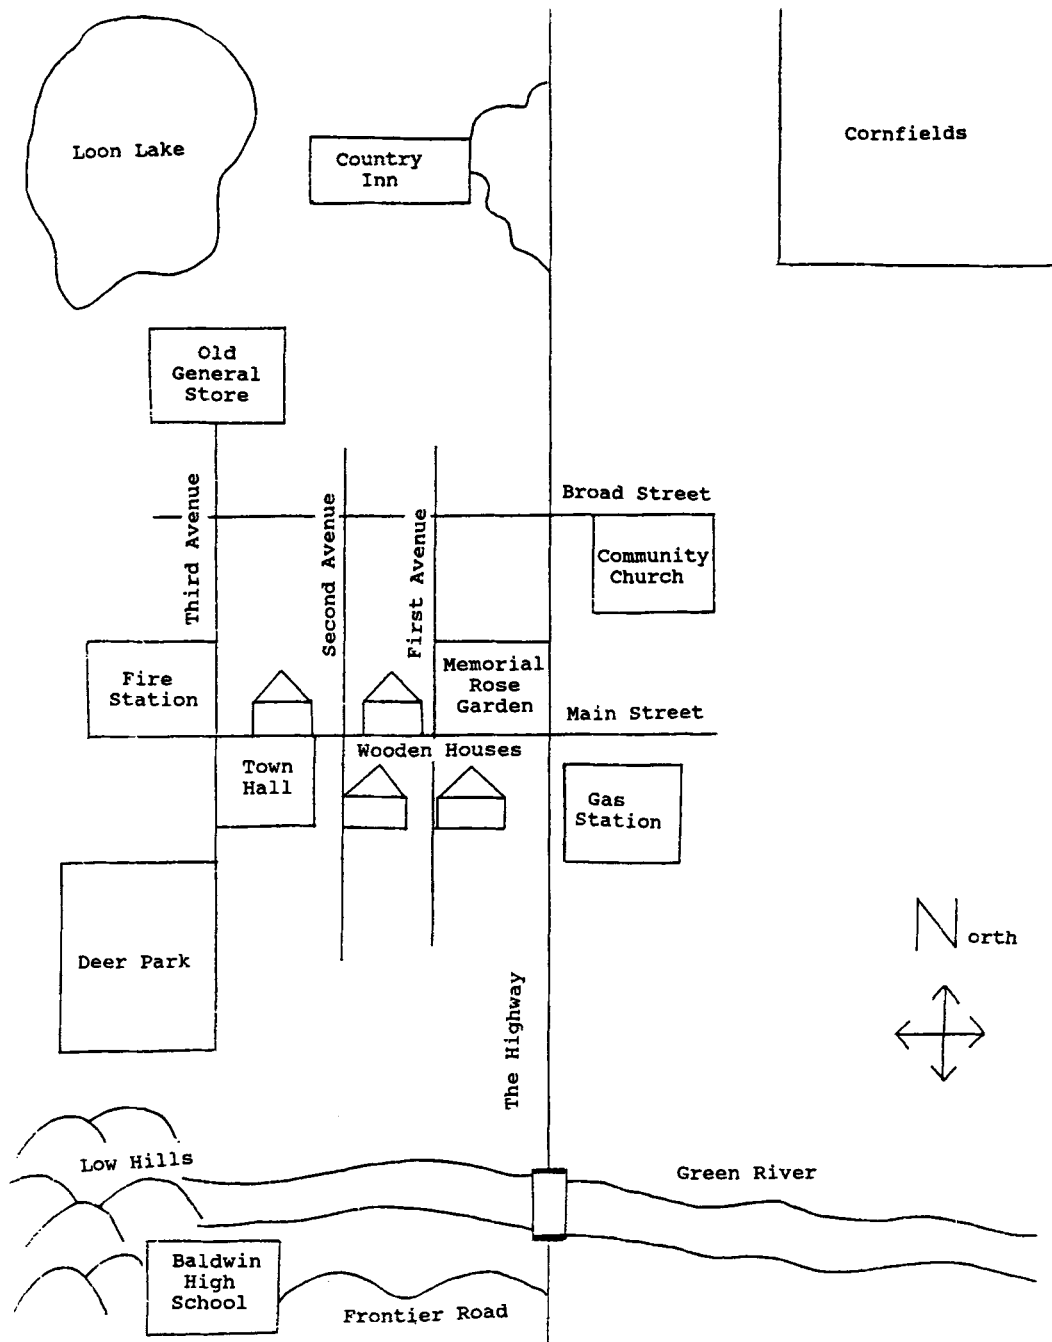 Loon Lake
Country
Inn
Cornfields
Old
General
Store
Third Avenue
Second Avenue
First Avenue
Broad Street
Community
Church
Fire
Station
Memorial
Rose
Garden
Main Street
Wooden Houses
Town
Hall
Gas
Station
Deer Park
North
The Highway
Low Hills
Green River
Baldwin
High
School
Frontier Road